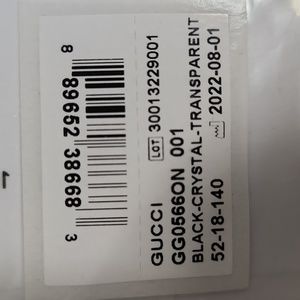 GUCCI
GG0566ON 001
BLACK-CRYSTAL-TRANSPARENT
52-18-140
2022-08-01
LOT 30013229001
8 89652 38668 3